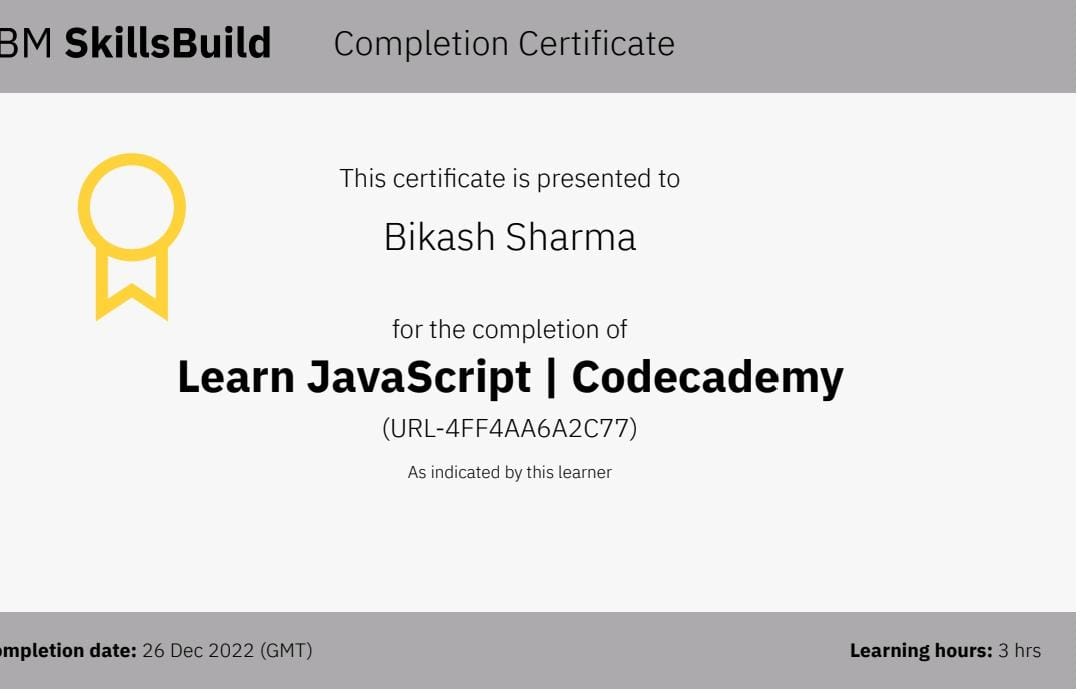 BM SkillsBuild Completion Certificate
This certificate is presented to
Bikash Sharma
for the completion of
Learn JavaScript | Codecademy
(URL-4FF4AA6A2C77)
As indicated by this learner
ompletion date: 26 Dec 2022 (GMT) Learning hours: 3 hrs